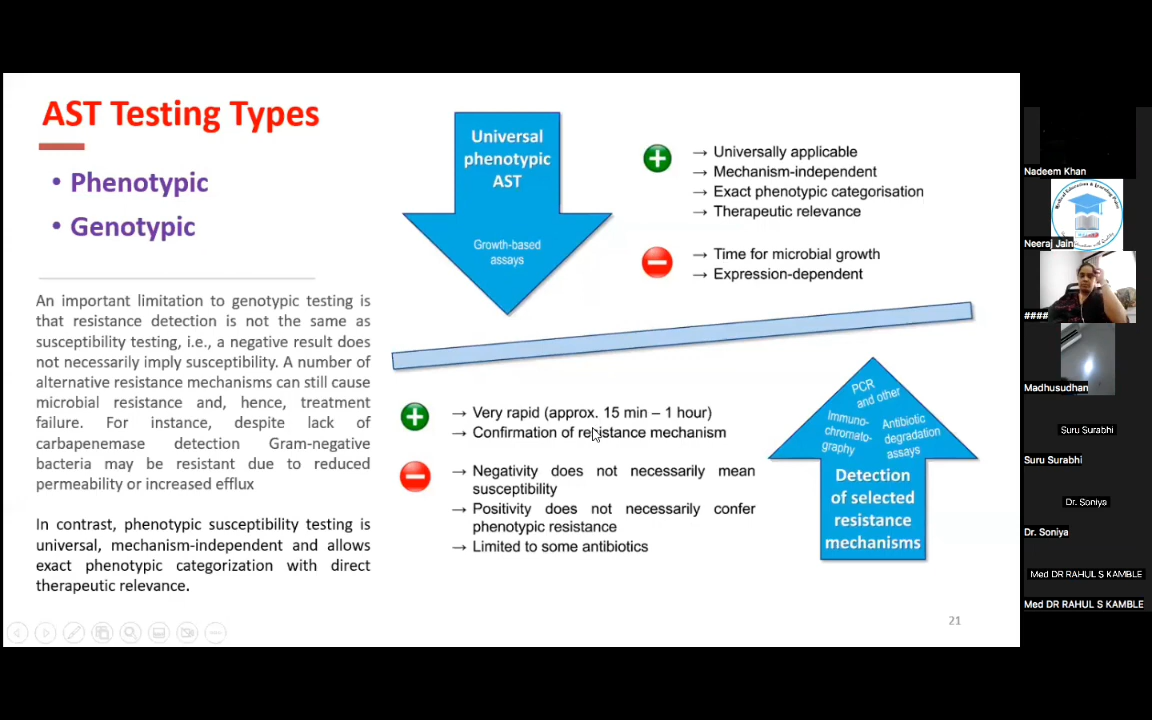 AST Testing Types
• Phenotypic
• Genotypic
An important limitation to genotypic testing is
that resistance detection is not the same as
susceptibility testing, i.e., a negative result does
not necessarily imply susceptibility. A number of
alternative resistance mechanisms can still cause
microbial resistance and, hence, treatment
failure. For instance, despite lack of
carbapenemase detection Gram-negative
bacteria may be resistant due to reduced
permeability or increased efflux
In contrast, phenotypic susceptibility testing is
universal, mechanism-independent and allows
exact phenotypic categorization with direct
therapeutic relevance.
Universal
phenotypic
AST
Growth-based
assays
→ Universally applicable
→ Mechanism-independent
→ Exact phenotypic categorisation
→ Therapeutic relevance
→ Time for microbial growth
→ Expression-dependent
→ Very rapid (approx. 15 min – 1 hour)
→ Confirmation of resistance mechanism
→ Negativity does not necessarily mean
susceptibility
→ Positivity does not necessarily confer
phenotypic resistance
→ Limited to some antibiotics
PCR
and other
Immuno-
chromato-
graphy
Antibiotic
degradation
assays
Detection
of selected
resistance
mechanisms
21
Nadeem Khan
Neeraj Jain
####
Madhusudhan
Suru Surabhi
Suru Surabhi
Dr. Soniya
Dr. Soniya
Med DR RAHUL S KAMBLE
Med DR RAHUL S KAMBLE